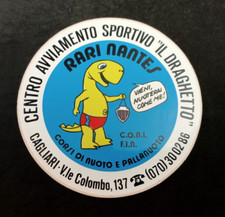 CENTRO AVVIAMENTO SPORTIVO "IL DRAGHETTO"
RARI NANTES
VIENI,
NUOTERAI
COME ME!
C.O.N.I.
F.I.N.
CORSI DI NUOTO E PALLANUOTO
CAGLIARI - V.le Colombo, 137 ☎ (070) 300286